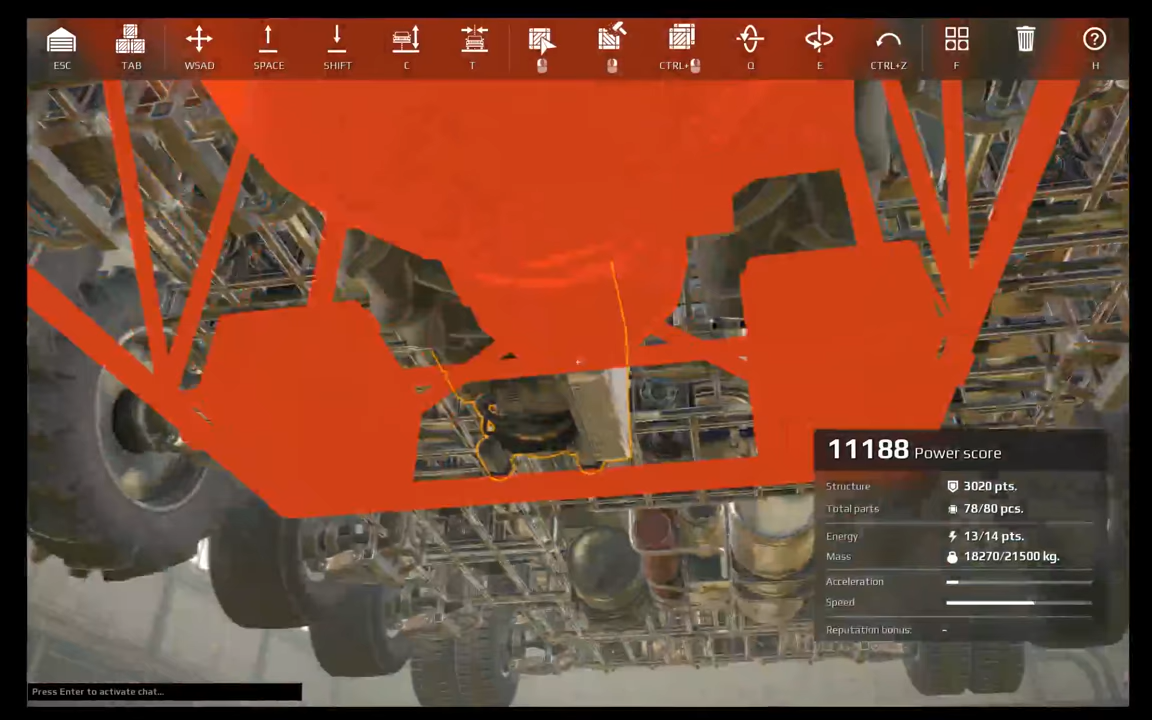 ESC TAB WSAD SPACE SHIFT C T CTRL+ Q E CTRL+Z F H
11188 Power score
Structure 3020 pts.
Total parts 78/80 pcs.
Energy 13/14 pts.
Mass 18270/21500 kg.
Acceleration
Speed
Reputation bonus: -
Press Enter to activate chat...